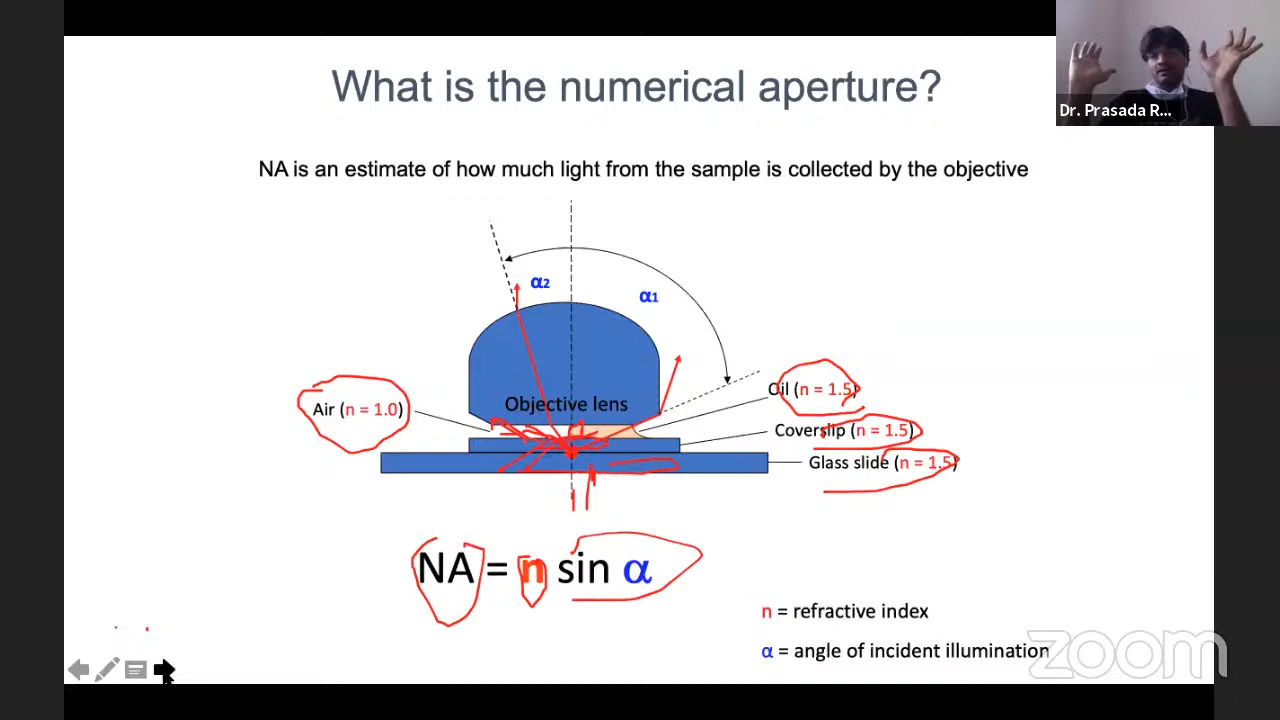 What is the numerical aperture?
Dr. Prasada R...
NA is an estimate of how much light from the sample is collected by the objective
α2
α1
Oil (n = 1.5)
Air (n = 1.0)
Objective lens
Coverslip (n = 1.5)
Glass slide (n = 1.5)
NA = n sin α
n = refractive index
α = angle of incident illumination
zoom